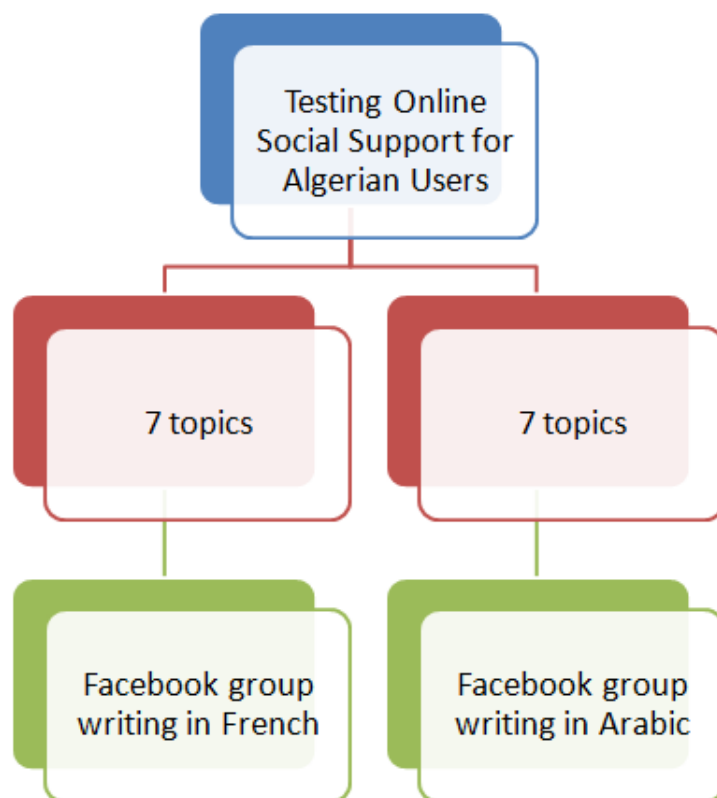 Testing Online
Social Support for
Algerian Users
7 topics
7 topics
Facebook group
writing in French
Facebook group
writing in Arabic